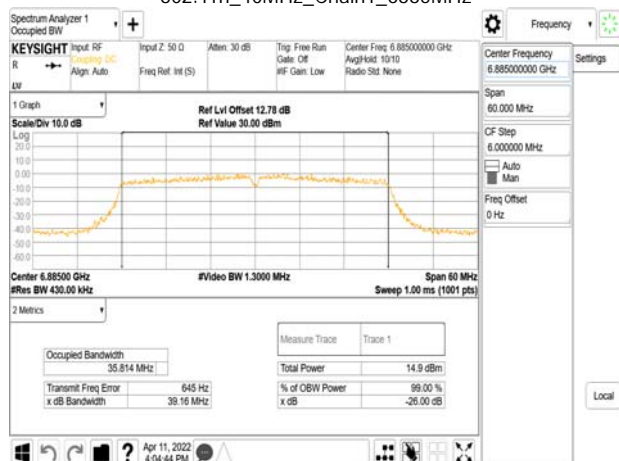 Spectrum Analyzer 1
Occupied BW
Frequency
KEYSIGHT
Input: RF
Coupling: DC
Align: Auto
Input Z: 50 Ω
Freq Ref: Int (S)
Atten: 30 dB
Trig: Free Run
Gate: Off
#IF Gain: Low
Center Freq: 6.885000000 GHz
Avg|Hold: 10/10
Radio Std: None
R
LV
1 Graph
Scale/Div 10.0 dB
Ref Lvl Offset 12.78 dB
Ref Value 30.00 dBm
Log
20.0
10.0
0.00
-10.0
-20.0
-30.0
-40.0
-50.0
-60.0
Center 6.88500 GHz
#Res BW 430.00 kHz
#Video BW 1.3000 MHz
Span 60 MHz
Sweep 1.00 ms (1001 pts)
2 Metrics
Occupied Bandwidth
35.814 MHz
Transmit Freq Error 645 Hz
x dB Bandwidth 39.16 MHz
Measure Trace Trace 1
Total Power 14.9 dBm
% of OBW Power 99.00 %
x dB -26.00 dB
Center Frequency
6.885000000 GHz
Settings
Span
60.000 MHz
CF Step
6.000000 MHz
Auto
Man
Freq Offset
0 Hz
Local
Apr 11, 2022
4:04:44 PM